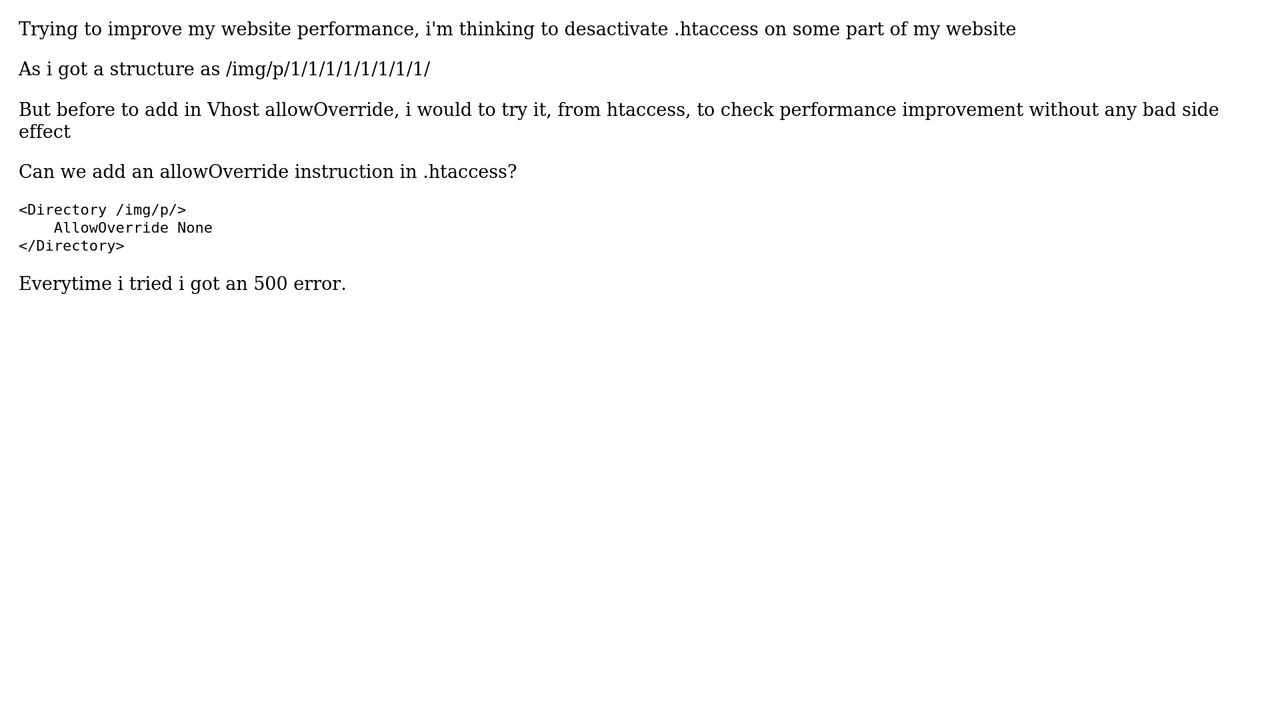 Trying to improve my website performance, i'm thinking to desactivate .htaccess on some part of my website
As i got a structure as /img/p/1/1/1/1/1/1/1/1/
But before to add in Vhost allowOverride, i would to try it, from htaccess, to check performance improvement without any bad side
effect
Can we add an allowOverride instruction in .htaccess?
<Directory /img/p/>
    AllowOverride None
</Directory>
Everytime i tried i got an 500 error.